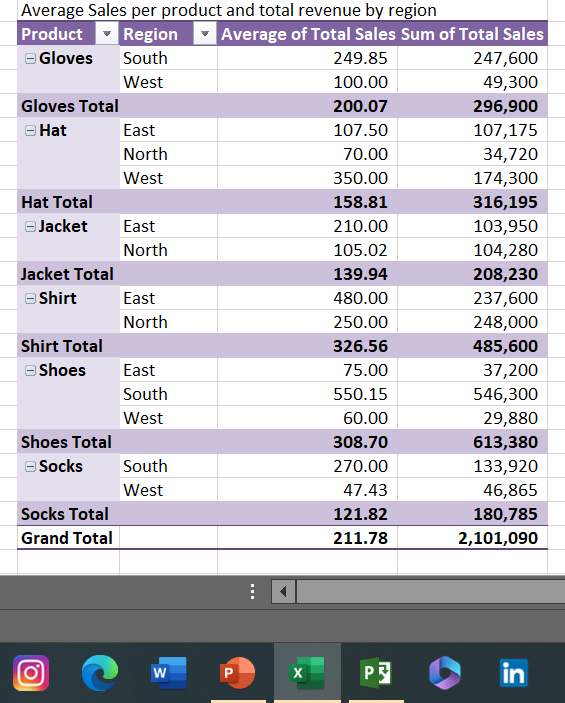 Average Sales per product and total revenue by region
Product Region Average of Total Sales Sum of Total Sales
Gloves South 249.85 247,600
West 100.00 49,300
Gloves Total 200.07 296,900
Hat East 107.50 107,175
North 70.00 34,720
West 350.00 174,300
Hat Total 158.81 316,195
Jacket East 210.00 103,950
North 105.02 104,280
Jacket Total 139.94 208,230
Shirt East 480.00 237,600
North 250.00 248,000
Shirt Total 326.56 485,600
Shoes East 75.00 37,200
South 550.15 546,300
West 60.00 29,880
Shoes Total 308.70 613,380
Socks South 270.00 133,920
West 47.43 46,865
Socks Total 121.82 180,785
Grand Total 211.78 2,101,090
W P X P in